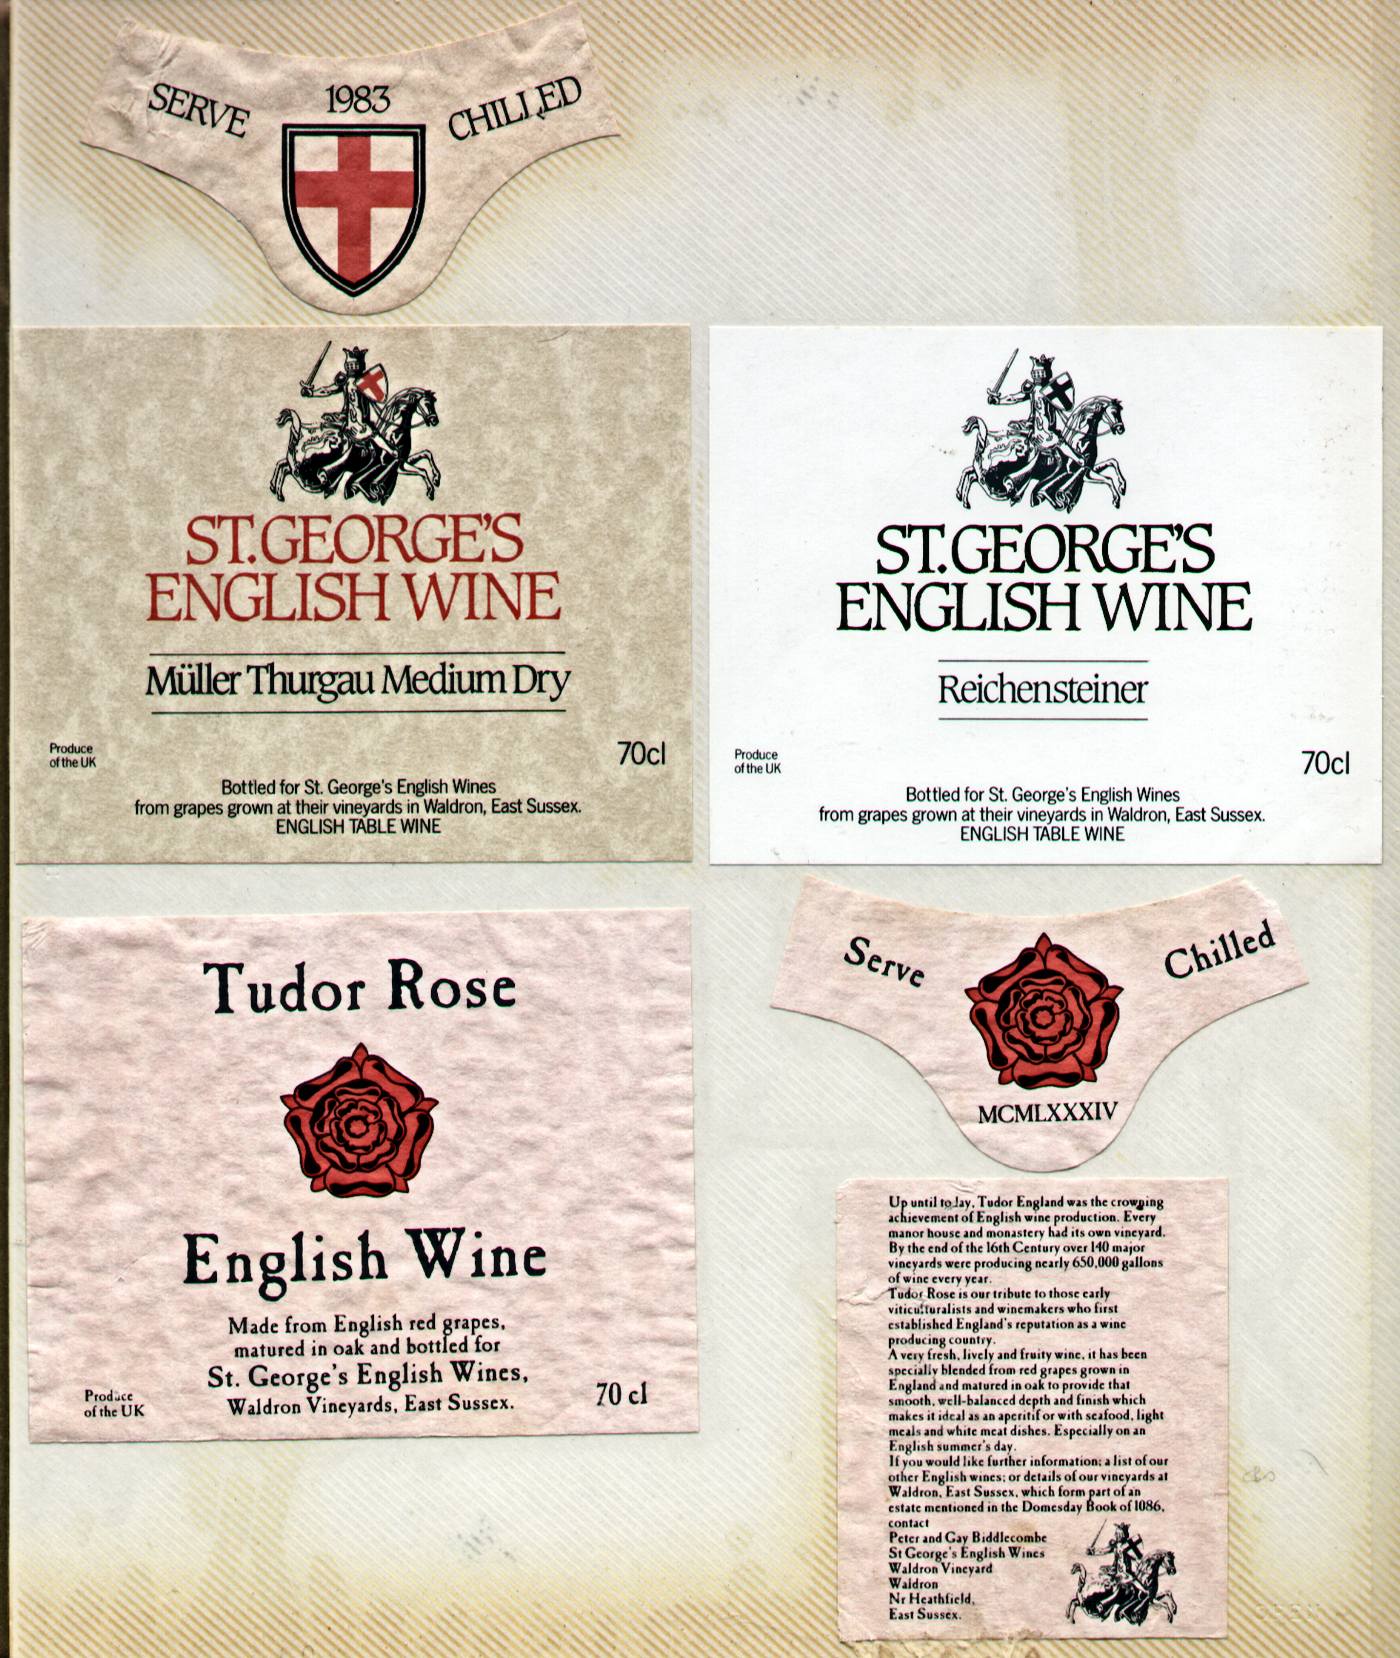 SERVE 1983 CHILLED
ST. GEORGE'S
ENGLISH WINE
Müller Thurgau Medium Dry
Produce
of the UK
70cl
Bottled for St. George's English Wines
from grapes grown at their vineyards in Waldron, East Sussex.
ENGLISH TABLE WINE
ST. GEORGE'S
ENGLISH WINE
Reichensteiner
Produce
of the UK
70cl
Bottled for St. George's English Wines
from grapes grown at their vineyards in Waldron, East Sussex.
ENGLISH TABLE WINE
Tudor Rose
English Wine
Made from English red grapes,
matured in oak and bottled for
St. George's English Wines,
Waldron Vineyards, East Sussex.
Produce
of the UK
70 cl
Serve Chilled
MCMLXXXIV
Up until today, Tudor England was the crowning
achievement of English wine production. Every
manor house and monastery had its own vineyard.
By the end of the 16th Century over 140 major
vineyards were producing nearly 650,000 gallons
of wine every year.
Tudor Rose is our tribute to those early
viticulturalists and winemakers who first
established England's reputation as a wine
producing country.
A very fresh, lively and fruity wine, it has been
specially blended from red grapes grown in
England and matured in oak to provide that
smooth, well-balanced depth and finish which
makes it ideal as an aperitif or with seafood, light
meals and white meat dishes. Especially on an
English summer's day.
If you would like further information; a list of our
other English wines; or details of our vineyards at
Waldron, East Sussex, which form part of an
estate mentioned in the Domesday Book of 1086,
contact
Peter and Gay Biddlecombe
St George's English Wines
Waldron Vineyard
Waldron
Nr Heathfield,
East Sussex.